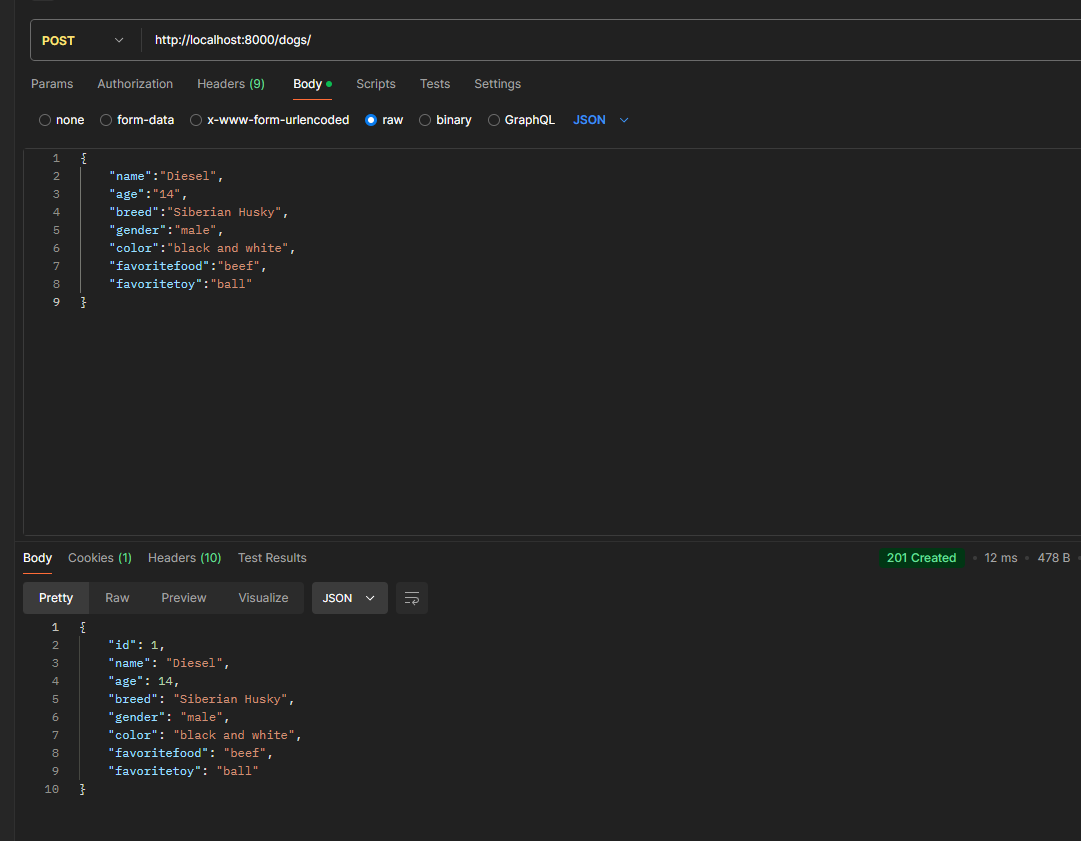 POST http://localhost:8000/dogs/
Params Authorization Headers (9) Body Scripts Tests Settings
none form-data x-www-form-urlencoded raw binary GraphQL JSON
1 {
2 "name":"Diesel",
3 "age":"14",
4 "breed":"Siberian Husky",
5 "gender":"male",
6 "color":"black and white",
7 "favoritefood":"beef",
8 "favoritetoy":"ball"
9 }
Body Cookies (1) Headers (10) Test Results 201 Created • 12 ms • 478 B •
Pretty Raw Preview Visualize JSON
1 {
2 "id": 1,
3 "name": "Diesel",
4 "age": 14,
5 "breed": "Siberian Husky",
6 "gender": "male",
7 "color": "black and white",
8 "favoritefood": "beef",
9 "favoritetoy": "ball"
10 }